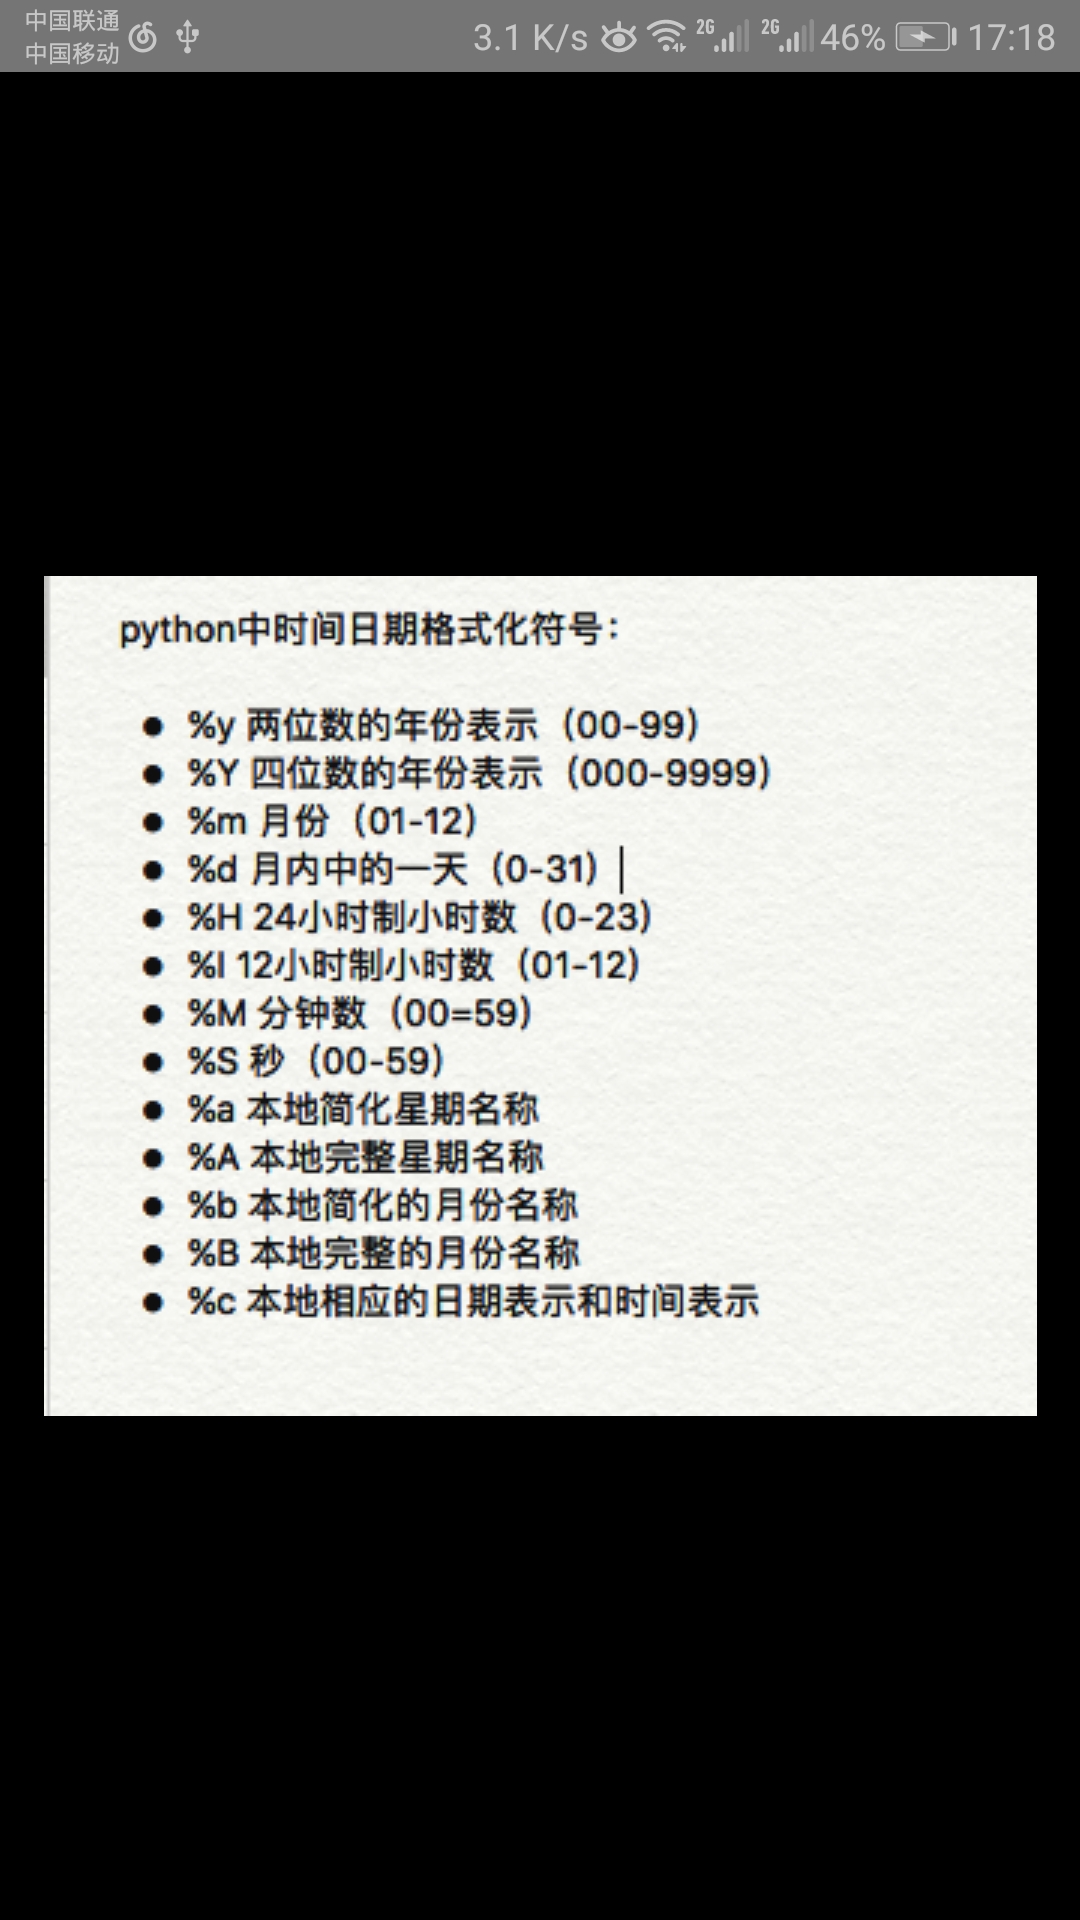 中国联通
中国移动
3.1 K/s 2G 2G 46% 17:18
python中时间日期格式化符号：
● %y 两位数的年份表示（00-99）
● %Y 四位数的年份表示（000-9999）
● %m 月份（01-12）
● %d 月内中的一天（0-31）
● %H 24小时制小时数（0-23）
● %I 12小时制小时数（01-12）
● %M 分钟数（00=59）
● %S 秒（00-59）
● %a 本地简化星期名称
● %A 本地完整星期名称
● %b 本地简化的月份名称
● %B 本地完整的月份名称
● %c 本地相应的日期表示和时间表示